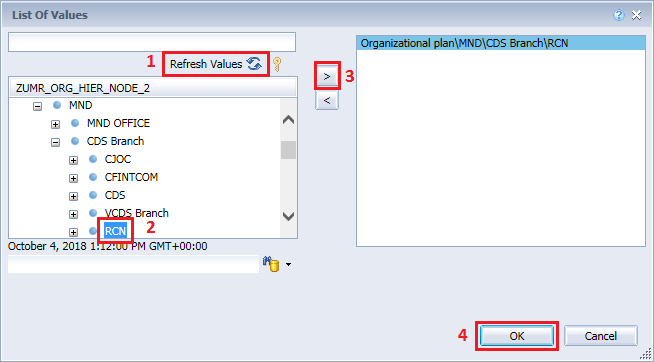 List Of Values
1
Refresh Values
ZUMR_ORG_HIER_NODE_2
MND
MND OFFICE
CDS Branch
CJOC
CFINTCOM
CDS
VCDS Branch
RCN
2
October 4, 2018 1:12:00 PM GMT+00:00
>
3
<
Organizational plan\MND\CDS Branch\RCN
4
OK
Cancel